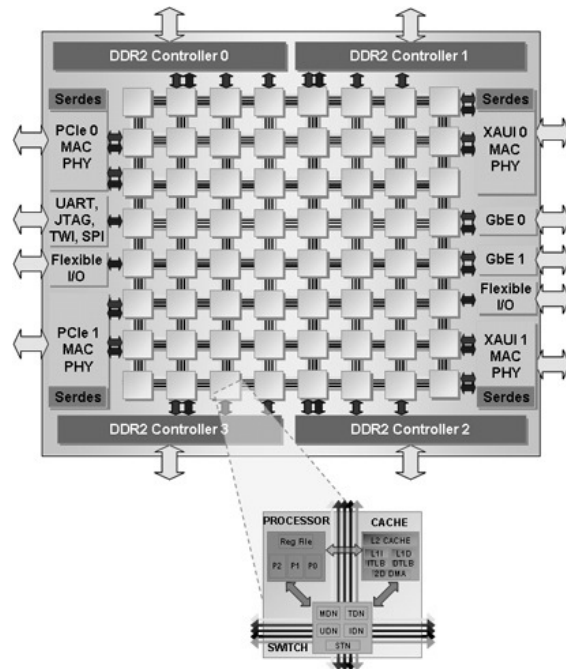 DDR2 Controller 0
DDR2 Controller 1
Serdes
PCIe 0
MAC
PHY
UART,
JTAG,
TWI, SPI
Flexible
I/O
PCIe 1
MAC
PHY
Serdes
Serdes
XAUI 0
MAC
PHY
GbE 0
GbE 1
Flexible
I/O
XAUI 1
MAC
PHY
Serdes
DDR2 Controller 3
DDR2 Controller 2
PROCESSOR
CACHE
Reg File
P2 P1 P0
L2 CACHE
L1I L1D
ITLB DTLB
2D DMA
MDN TDN
UDN IDN
STN
SWITCH